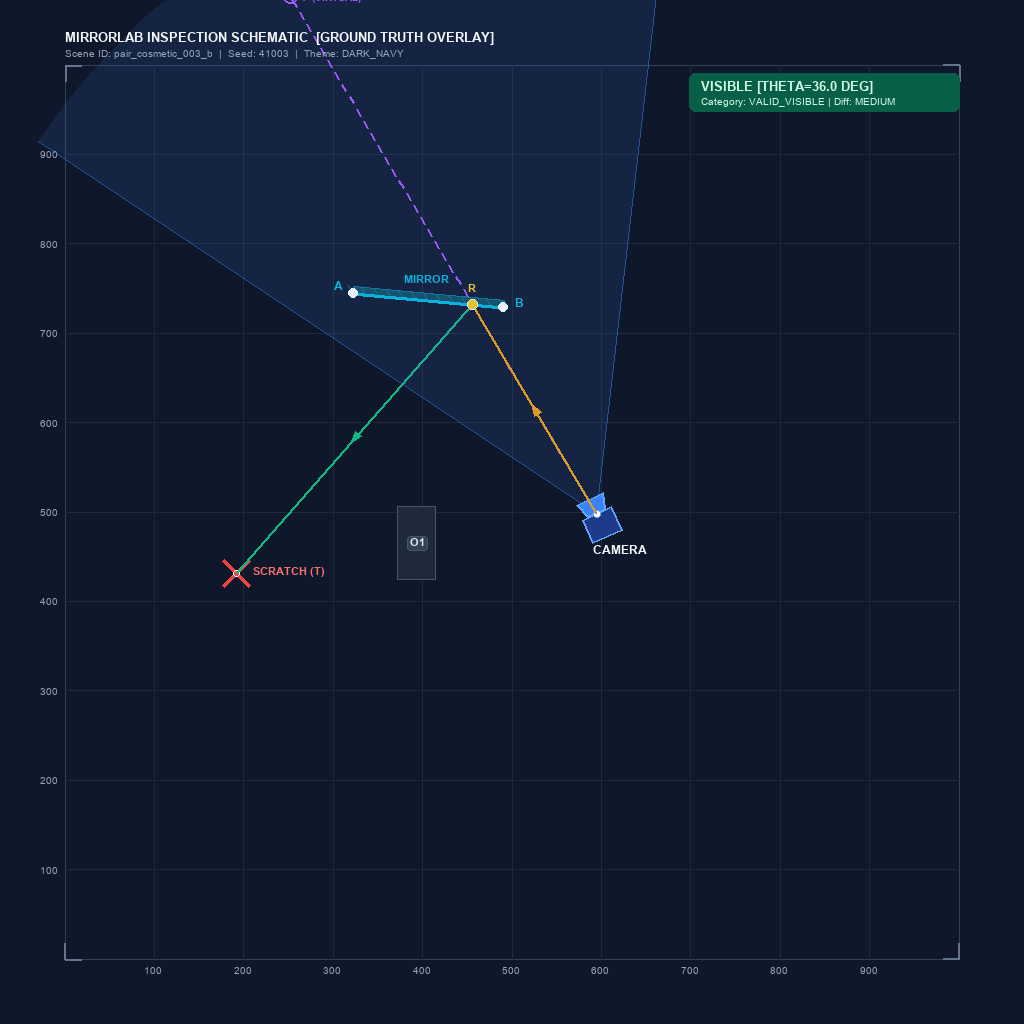 MIRRORLAB INSPECTION SCHEMATIC [GROUND TRUTH OVERLAY]
Scene ID: pair_cosmetic_003_b | Seed: 41003 | Theme: DARK_NAVY
VISIBLE [THETA=36.0 DEG]
Category: VALID_VISIBLE | Diff: MEDIUM
900
800
700
600
500
400
300
200
100
A
MIRROR
R
B
O1
CAMERA
SCRATCH (T)
100
200
300
400
500
600
700
800
900